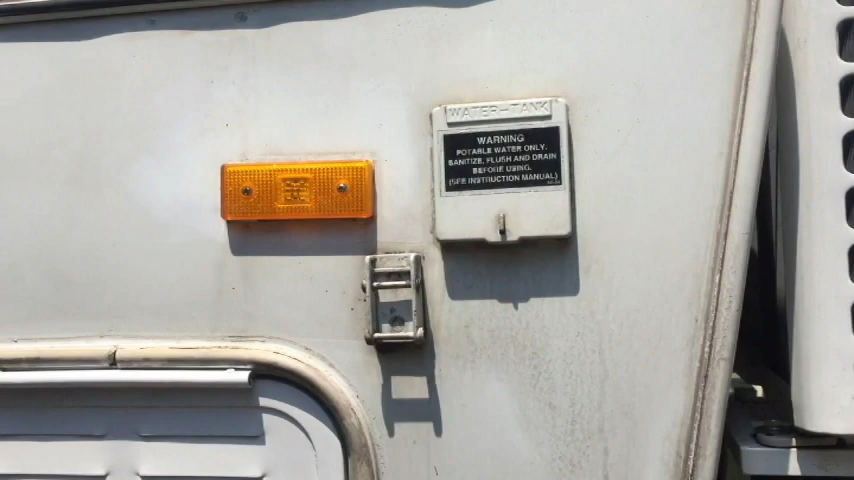 WATER-TANK
WARNING
POTABLE WATER ONLY.
SANITIZE, FLUSH AND DRAIN
BEFORE USING.
(SEE INSTRUCTION MANUAL)